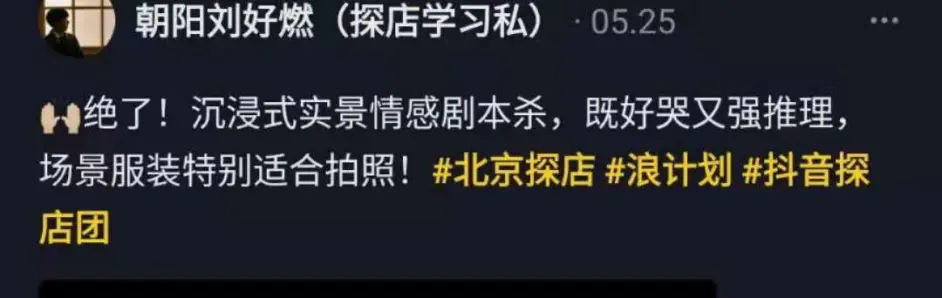 朝阳刘好燃（探店学习私） · 05.25 ...
🙌🏻绝了！沉浸式实景情感剧本杀，既好哭又强推理，
场景服装特别适合拍照！#北京探店 #浪计划 #抖音探
店团